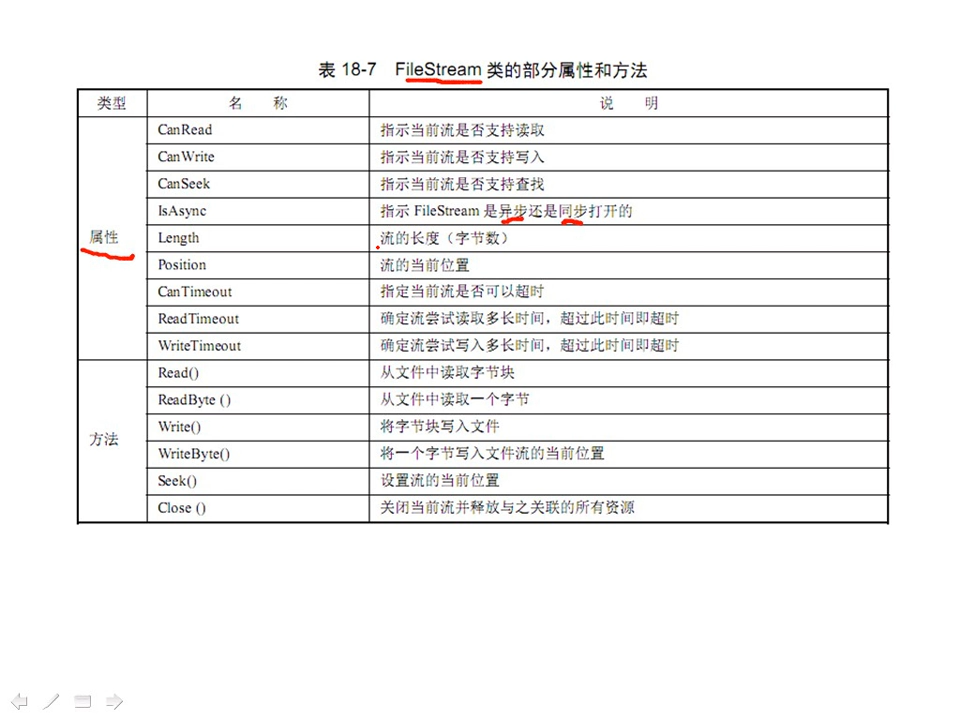 表 18-7 FileStream 类的部分属性和方法
类型 名 称 说 明
属性
CanRead 指示当前流是否支持读取
CanWrite 指示当前流是否支持写入
CanSeek 指示当前流是否支持查找
IsAsync 指示 FileStream 是异步还是同步打开的
Length 流的长度（字节数）
Position 流的当前位置
CanTimeout 指定当前流是否可以超时
ReadTimeout 确定流尝试读取多长时间，超过此时间即超时
WriteTimeout 确定流尝试写入多长时间，超过此时间即超时
方法
Read() 从文件中读取字节块
ReadByte () 从文件中读取一个字节
Write() 将字节块写入文件
WriteByte() 将一个字节写入文件流的当前位置
Seek() 设置流的当前位置
Close () 关闭当前流并释放与之关联的所有资源